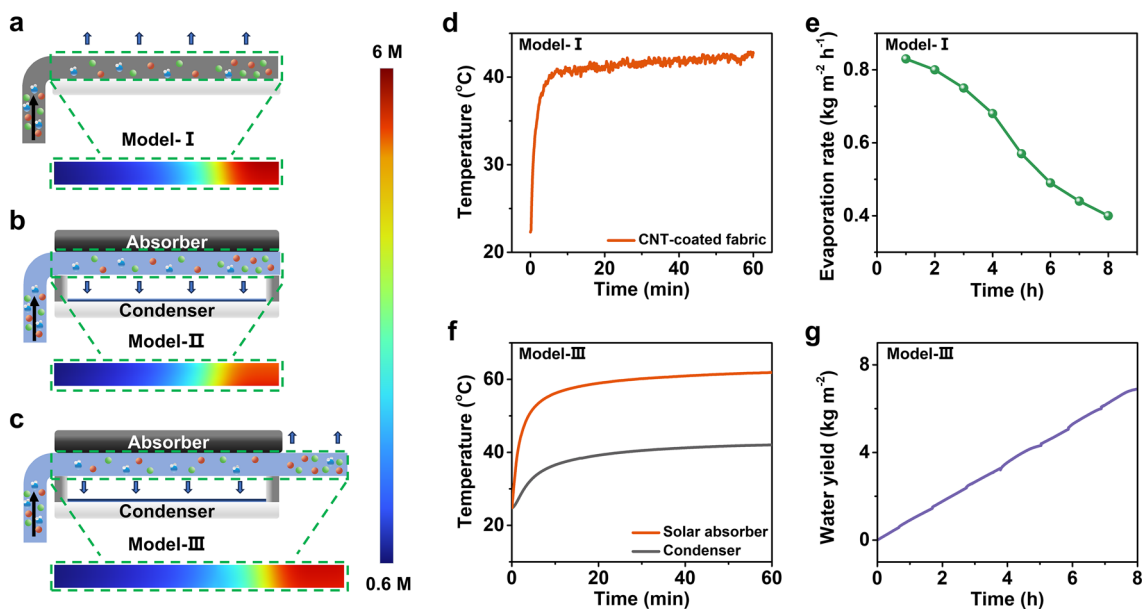 a
Model-Ⅰ
b
Absorber
Condenser
Model-Ⅱ
c
Absorber
Condenser
Model-Ⅲ
6 M
0.6 M
d
Model-Ⅰ
Temperature (°C)
60
40
20
0
20
40
60
CNT-coated fabric
Time (min)
e
Model-Ⅰ
Evaporation rate (kg m⁻² h⁻¹)
0.8
0.6
0.4
0
2
4
6
8
Time (h)
f
Model-Ⅲ
Temperature (°C)
60
40
20
0
20
40
60
Solar absorber
Condenser
Time (min)
g
Model-Ⅲ
Water yield (kg m⁻²)
8
4
0
0
2
4
6
8
Time (h)